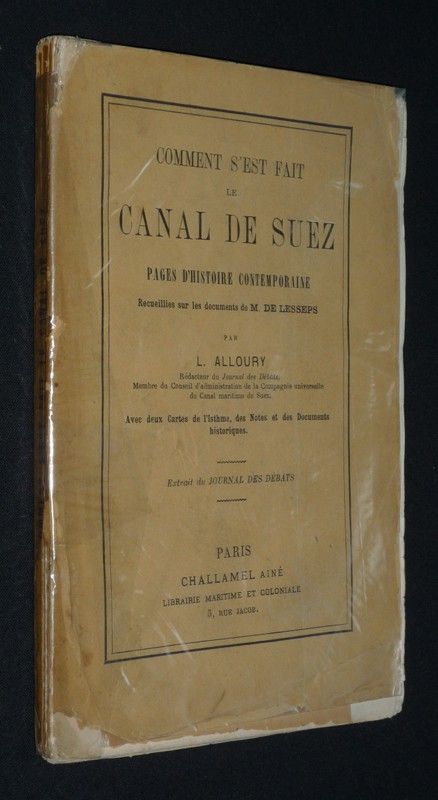 COMMENT S'EST FAIT
LE
CANAL DE SUEZ
PAGES D'HISTOIRE CONTEMPORAINE
Recueillies sur les documents de M. DE LESSEPS
PAR
L. ALLOURY
Rédacteur du Journal des Débats,
Membre du Conseil d'administration de la Compagnie universelle
du Canal maritime de Suez.
Avec deux Cartes de l'Isthme, des Notes et des Documents
historiques.
Extrait du JOURNAL DES DÉBATS
PARIS
CHALLAMEL AINÉ
LIBRAIRIE MARITIME ET COLONIALE
5, RUE JACOB.